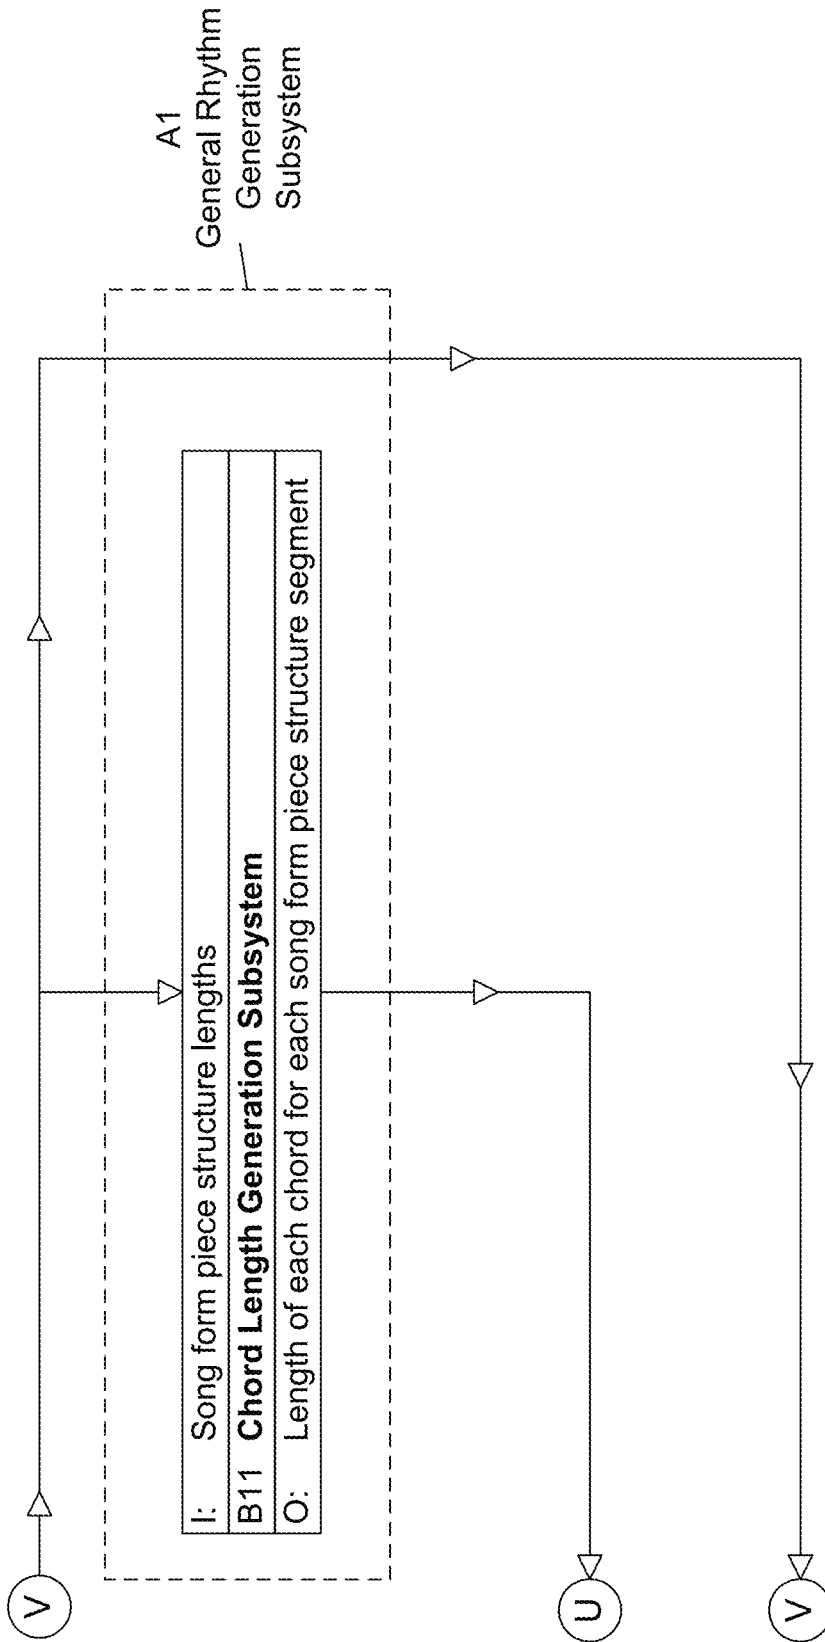 V
A1
General Rhythm
Generation
Subsystem
I: Song form piece structure lengths
B11 Chord Length Generation Subsystem
O: Length of each chord for each song form piece structure segment
U
V